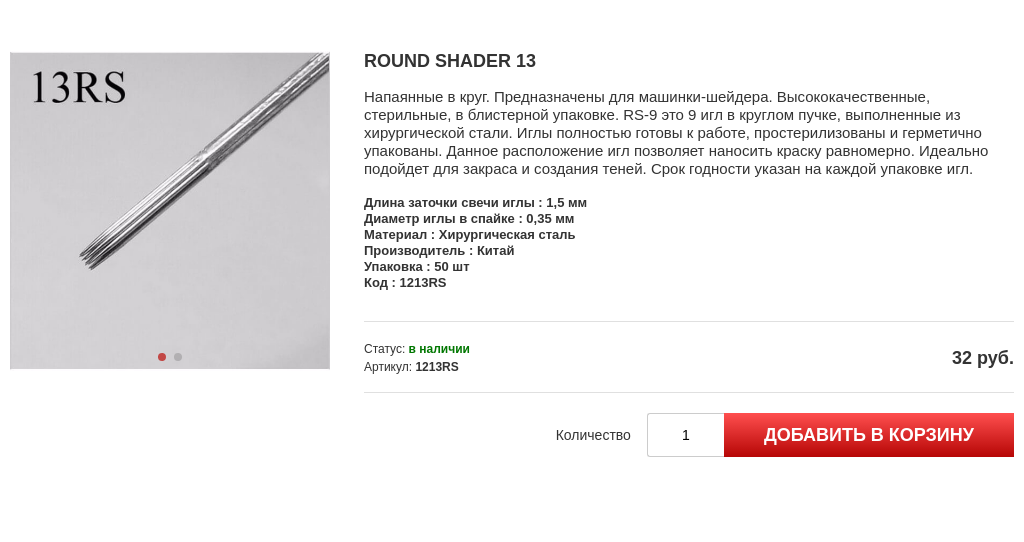 13RS
ROUND SHADER 13
Напаянные в круг. Предназначены для машинки-шейдера. Высококачественные,
стерильные, в блистерной упаковке. RS-9 это 9 игл в круглом пучке, выполненные из
хирургической стали. Иглы полностью готовы к работе, простерилизованы и герметично
упакованы. Данное расположение игл позволяет наносить краску равномерно. Идеально
подойдет для закраса и создания теней. Срок годности указан на каждой упаковке игл.
Длина заточки свечи иглы : 1,5 мм
Диаметр иглы в спайке : 0,35 мм
Материал : Хирургическая сталь
Производитель : Китай
Упаковка : 50 шт
Код : 1213RS
Статус: в наличии
Артикул: 1213RS
32 руб.
Количество 1 ДОБАВИТЬ В КОРЗИНУ